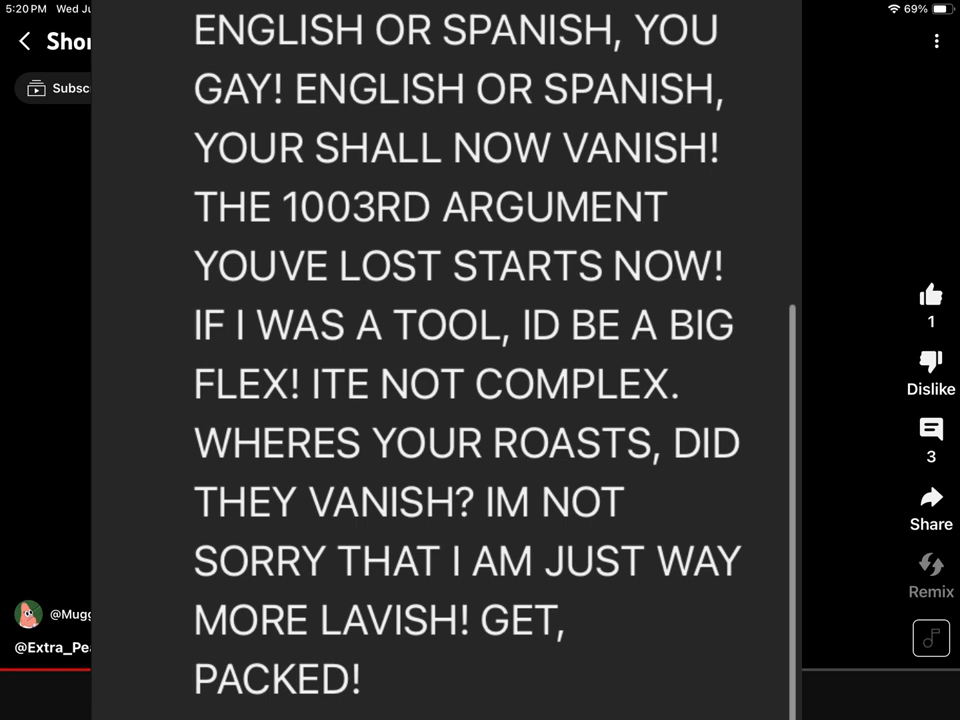 5:20 PM Wed Ju
69%
Shor
Subsc
ENGLISH OR SPANISH, YOU
GAY! ENGLISH OR SPANISH,
YOUR SHALL NOW VANISH!
THE 1003RD ARGUMENT
YOUVE LOST STARTS NOW!
IF I WAS A TOOL, ID BE A BIG
FLEX! ITE NOT COMPLEX.
WHERES YOUR ROASTS, DID
THEY VANISH? IM NOT
SORRY THAT I AM JUST WAY
MORE LAVISH! GET,
PACKED!
1
Dislike
3
Share
Remix
@Mugg
@Extra_Pe